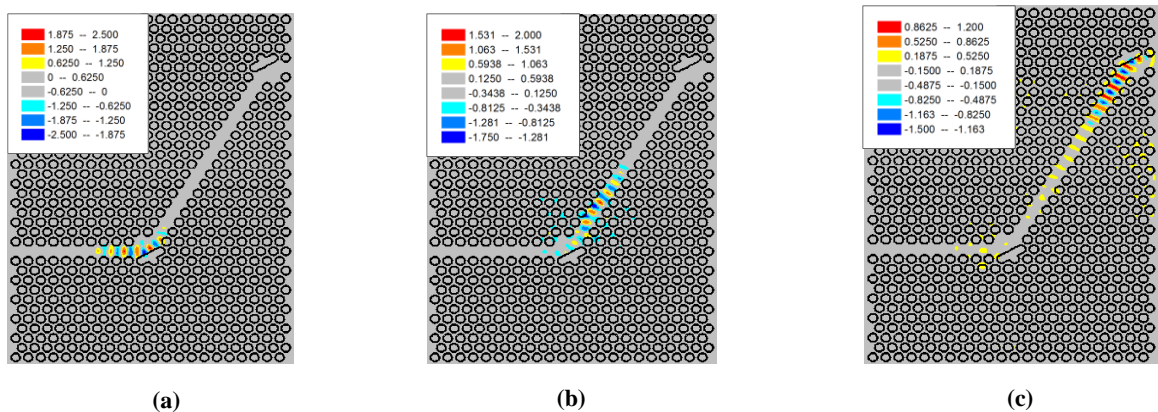 1.875 -- 2.500
1.250 -- 1.875
0.6250 -- 1.250
0 -- 0.6250
-0.6250 -- 0
-1.250 -- -0.6250
-1.875 -- -1.250
-2.500 -- -1.875
(a)
1.531 -- 2.000
1.063 -- 1.531
0.5938 -- 1.063
0.1250 -- 0.5938
-0.3438 -- 0.1250
-0.8125 -- -0.3438
-1.281 -- -0.8125
-1.750 -- -1.281
(b)
0.8625 -- 1.200
0.5250 -- 0.8625
0.1875 -- 0.5250
-0.1500 -- 0.1875
-0.4875 -- -0.1500
-0.8250 -- -0.4875
-1.163 -- -0.8250
-1.500 -- -1.163
(c)